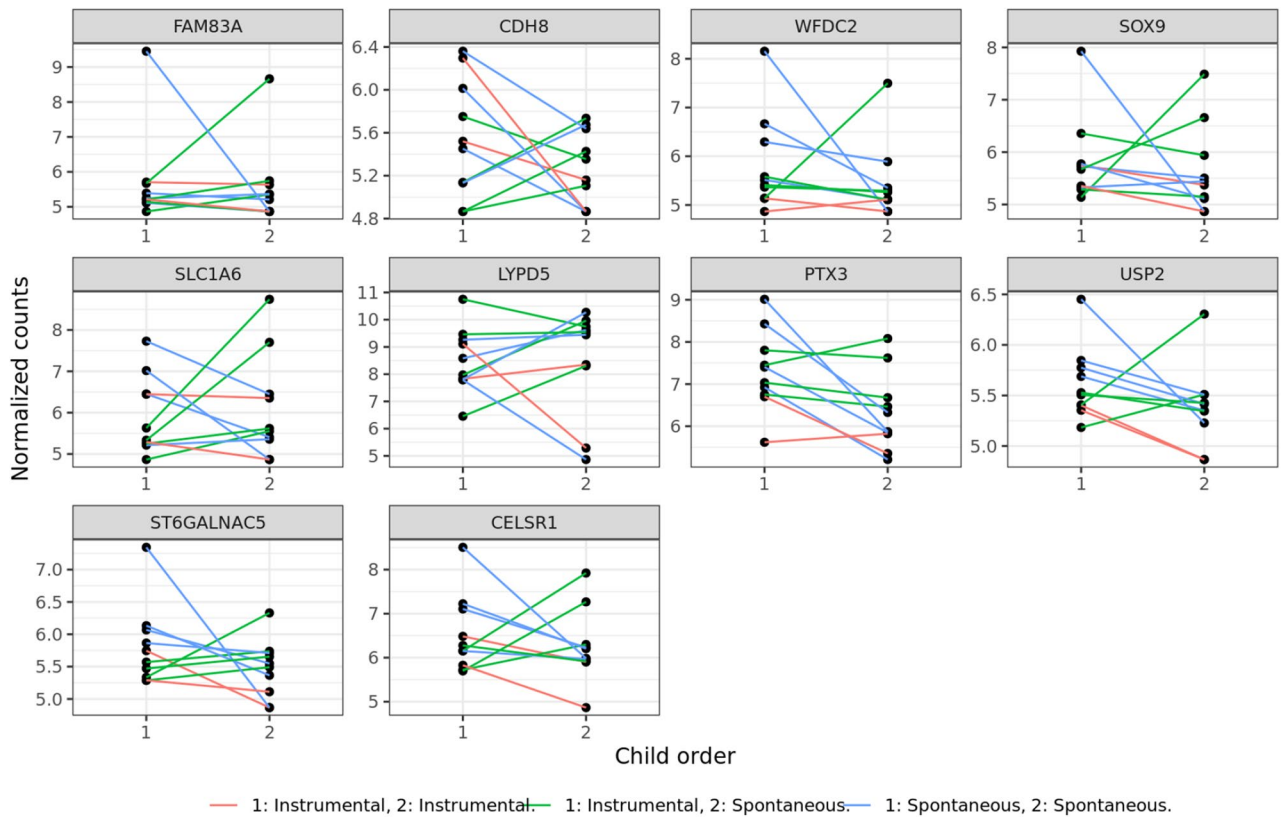 FAM83A CDH8 WFDC2 SOX9
9 8 7 6 5
6.4 6.0 5.6 5.2 4.8
8 7 6 5
8 7 6 5
1 2 1 2 1 2 1 2
SLC1A6 LYPD5 PTX3 USP2
8 7 6 5
11 10 9 8 7 6 5
9 8 7 6
6.5 6.0 5.5 5.0
1 2 1 2 1 2 1 2
ST6GALNAC5 CELSR1
7.0 6.5 6.0 5.5 5.0
8 7 6 5
1 2 1 2
Normalized counts
Child order
1: Instrumental, 2: Instrumental. 1: Instrumental, 2: Spontaneous. 1: Spontaneous, 2: Spontaneous.